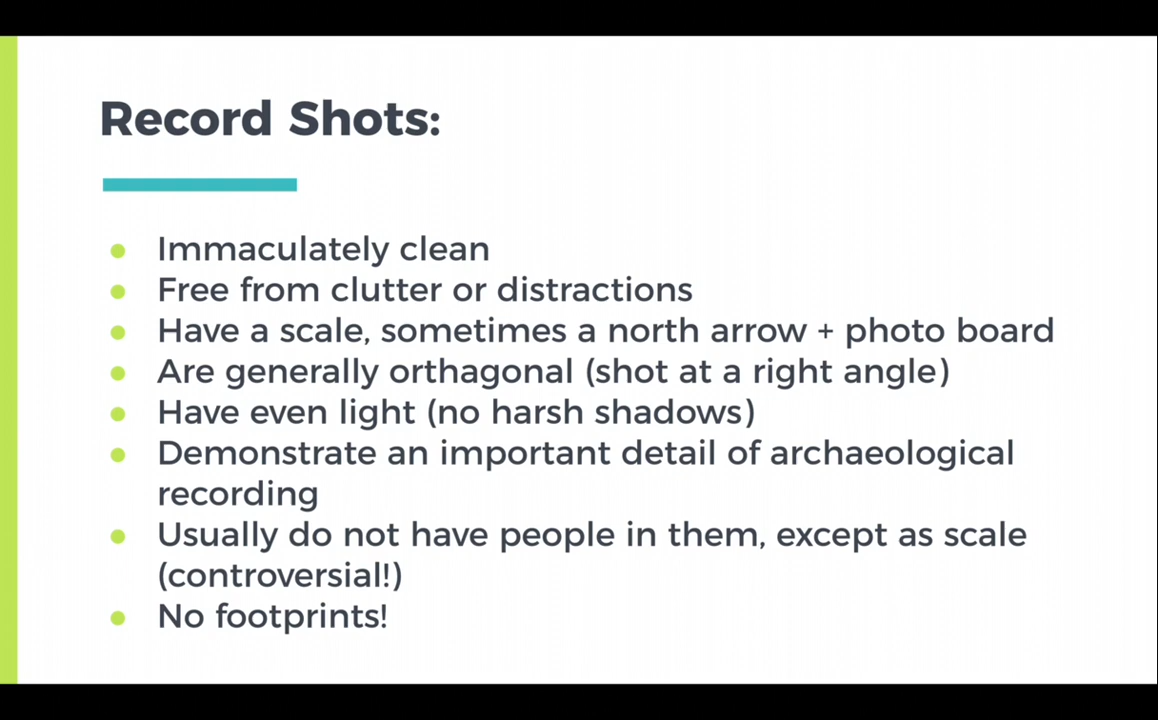 Record Shots:
● Immaculately clean
● Free from clutter or distractions
● Have a scale, sometimes a north arrow + photo board
● Are generally orthagonal (shot at a right angle)
● Have even light (no harsh shadows)
● Demonstrate an important detail of archaeological
recording
● Usually do not have people in them, except as scale
(controversial!)
● No footprints!